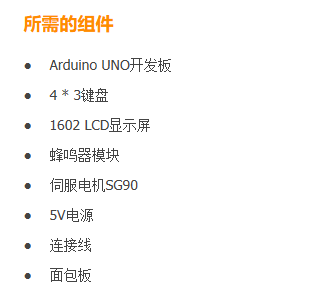 所需的组件
● Arduino UNO开发板
● 4 * 3键盘
● 1602 LCD显示屏
● 蜂鸣器模块
● 伺服电机SG90
● 5V电源
● 连接线
● 面包板